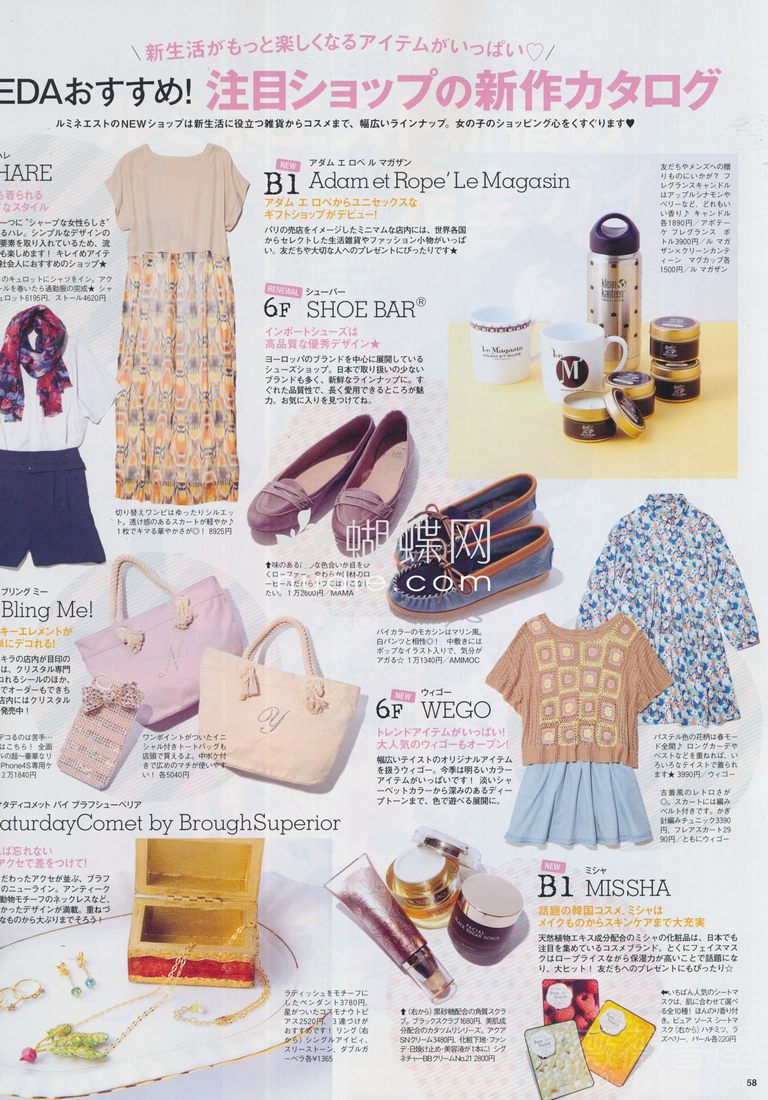 新生活がもっと楽しくなるアイテムがいっぱい♡
EDAおすすめ! 注目ショップの新作カタログ
ルミネエストのNEWショップは新生活に役立つ雑貨からコスメまで、幅広いラインナップ。女の子のショッピング心をくすぐります♥
HARE
も着られる
なスタイル
一つに“シャープな女性らしさ”
るハレ。シンプルなデザインの
要素を取り入れているため、流
も楽しめます! キレイめアイテ
社会人におすすめのショップ★
のキュロットにシャツをイン。アク
ールを巻いたら通勤服の完成★ シャ
ュロット6195円、ストール4620円
切り替えワンピはゆったりシルエッ
ト。透け感のあるスカートが軽やか♪
1枚でキマる華やかさが◎! 8925円
NEW
アダム エ ロペ ル マガザン
B1 Adam et Rope' Le Magasin
アダム エ ロペからユニセックスな
ギフトショップがデビュー!
パリの売店をイメージしたミニマムな店内には、世界各国
からセレクトした生活雑貨やファッション小物がいっぱ
い。友だちや大切な人へのプレゼントにぴったりです★
友だちやメンズへの贈
りものにいかが? フ
レグランスキャンドル
はアップルシナモンや
ベリーなど、どれもい
い香り♪ キャンドル
各1890円/アポテー
ケ フレグランス ボ
トル3900円/ル マガ
ザン×クリーンカンテ
ィーン マグカップ各
1500円/ル マガザン
klean
kanteen
Le Magasin
ADAM ET ROPE
Le
M
RENEWAL
シューバー
6F SHOE BAR®
インポートシューズは
高品質な優秀デザイン★
ヨーロッパのブランドを中心に展開している
シューズショップ。日本で取り扱いの少ない
ブランドも多く、新鮮なラインナップに。す
ぐれた品質性で、長く愛用できるところが魅
力。お気に入りを見つけてね。
蝴蝶网
.com
1万2600円/MAMA
バイカラーのモカシンはマリン風。
白パンツと相性◎! 中敷きには
ポップなイラスト入りで、気分が
アガる☆ 1万1340円/AMIMOC
ブリング ミー
Bling Me!
キーエレメントが
単にデコれる!
キラの店内が目印の
は、クリスタル専門
コれるシールのほか、
でオーダーもできち
店内にはクリスタル
発売中!
デコるのは苦手…
はこちら! 全面
ルの超〜豪華なリ
Phone4S専用ケ
2万1840円
N
Y
ワンポイントがついたイニ
シャル付きトートバッグも
店頭で買えるよ。中ポケ付
きで広めのマチが使いやす
い! 各5040円
NEW
ウィゴー
6F WEGO
トレンドアイテムがいっぱい!
大人気のウィゴーもオープン!
幅広いテイストのオリジナルアイテム
を扱うウィゴー。今季は明るいカラー
アイテムがいっぱいです! 淡いシャ
ーベットカラーから深みのあるディー
プトーンまで、色で遊べる展開に。
パステル色の花柄は春モー
ド全開♪ ロングカーデや
ベストなどを重ねれば、い
ろいろなテイストで着られ
ます★ 3990円/ウィゴー
古着風のレトロさが
◎。スカートには編み
ベルト付きです。かぎ
針編みチュニック3390
円、フレアスカート29
90円/ともにウィゴー
タディコメット バイ ブラフシューペリア
aturdayComet by BroughSuperior
ば忘れない
アクセで差をつけて!
だわったアクセが並ぶ、ブラフ
アのニューライン。アンティーク
動物モチーフのネックレスなど、
かったデザインが満載。重ねづ
なものから大ぶりまでそろう!
ラディッシュをモチーフに
したペンダント3780円、
星がついたコスモナウトピ
アス2520円、3連づけが
おすすめです! リング(右
から) シングルアイビィ、
スリーストーン、ダブルガ
ーベラ各¥1365
NEW
ミシャ
B1 MISSHA
話題の韓国コスメ、ミシャは
メイクものからスキンケアまで大充実
天然植物エキス成分配合のミシャの化粧品は、日本でも
注目を集めているコスメブランド。とくにフェイスマス
クはロープライスながら保湿力が高いことで話題にな
り、大ヒット! 友だちへのプレゼントにもぴったり☆
FACIAL
BLACK SUGAR SCRUB
⬆(右から)黒砂糖配合の角質スクラ
ブ。ブラックスクラブ1680円、美肌成
分配合のカタツムリシリーズ。アクア
SNクリーム3480円、化粧下地・ファン
デ・日焼け止め・美容液が1本に! シグ
ネチャーBBクリームNo.21 2800円
⬅いちばん人気のシートマ
スクは、肌に合わせて選べ
る全10種! ほんのり香り付
き。ピュア ソース シートマ
スク(右から)ハチミツ、ラ
ズベリー、パール各220円
58